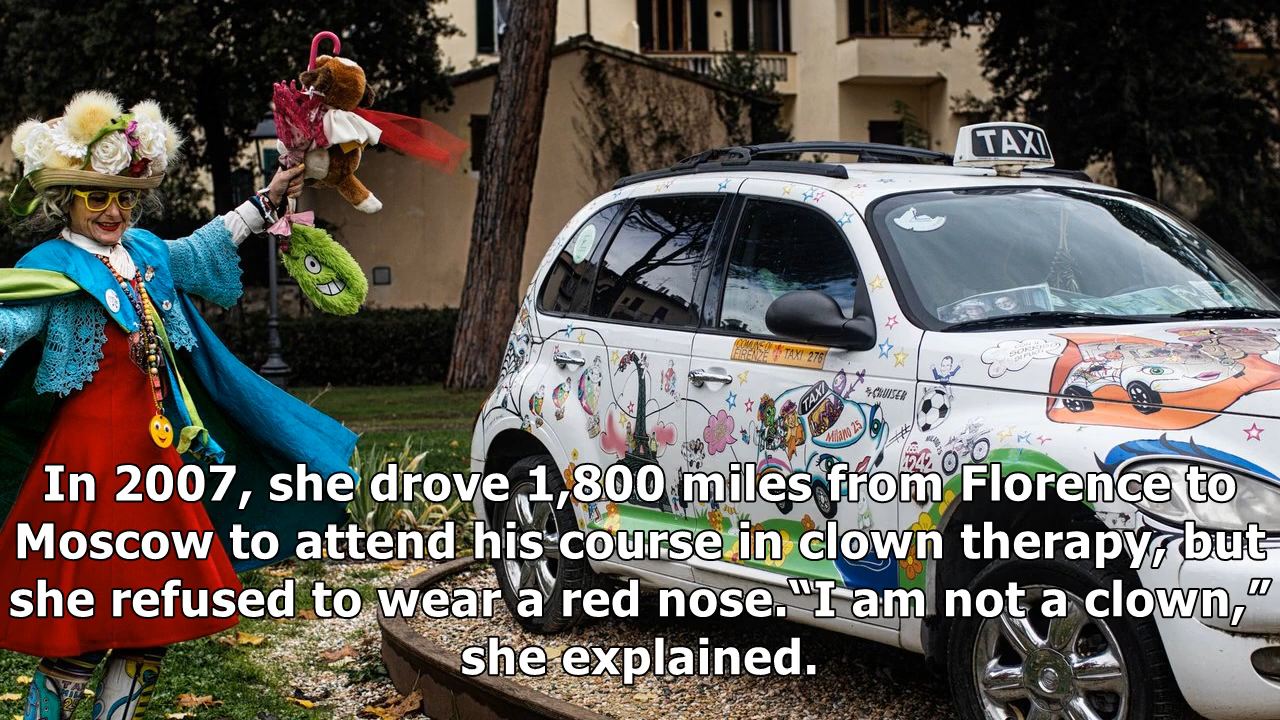 TAXI
COMUNE DI
FIRENZE TAXI 276
CRUISER
TAXI
Milano 25
In 2007, she drove 1,800 miles from Florence to
Moscow to attend his course in clown therapy, but
she refused to wear a red nose.“I am not a clown,”
she explained.